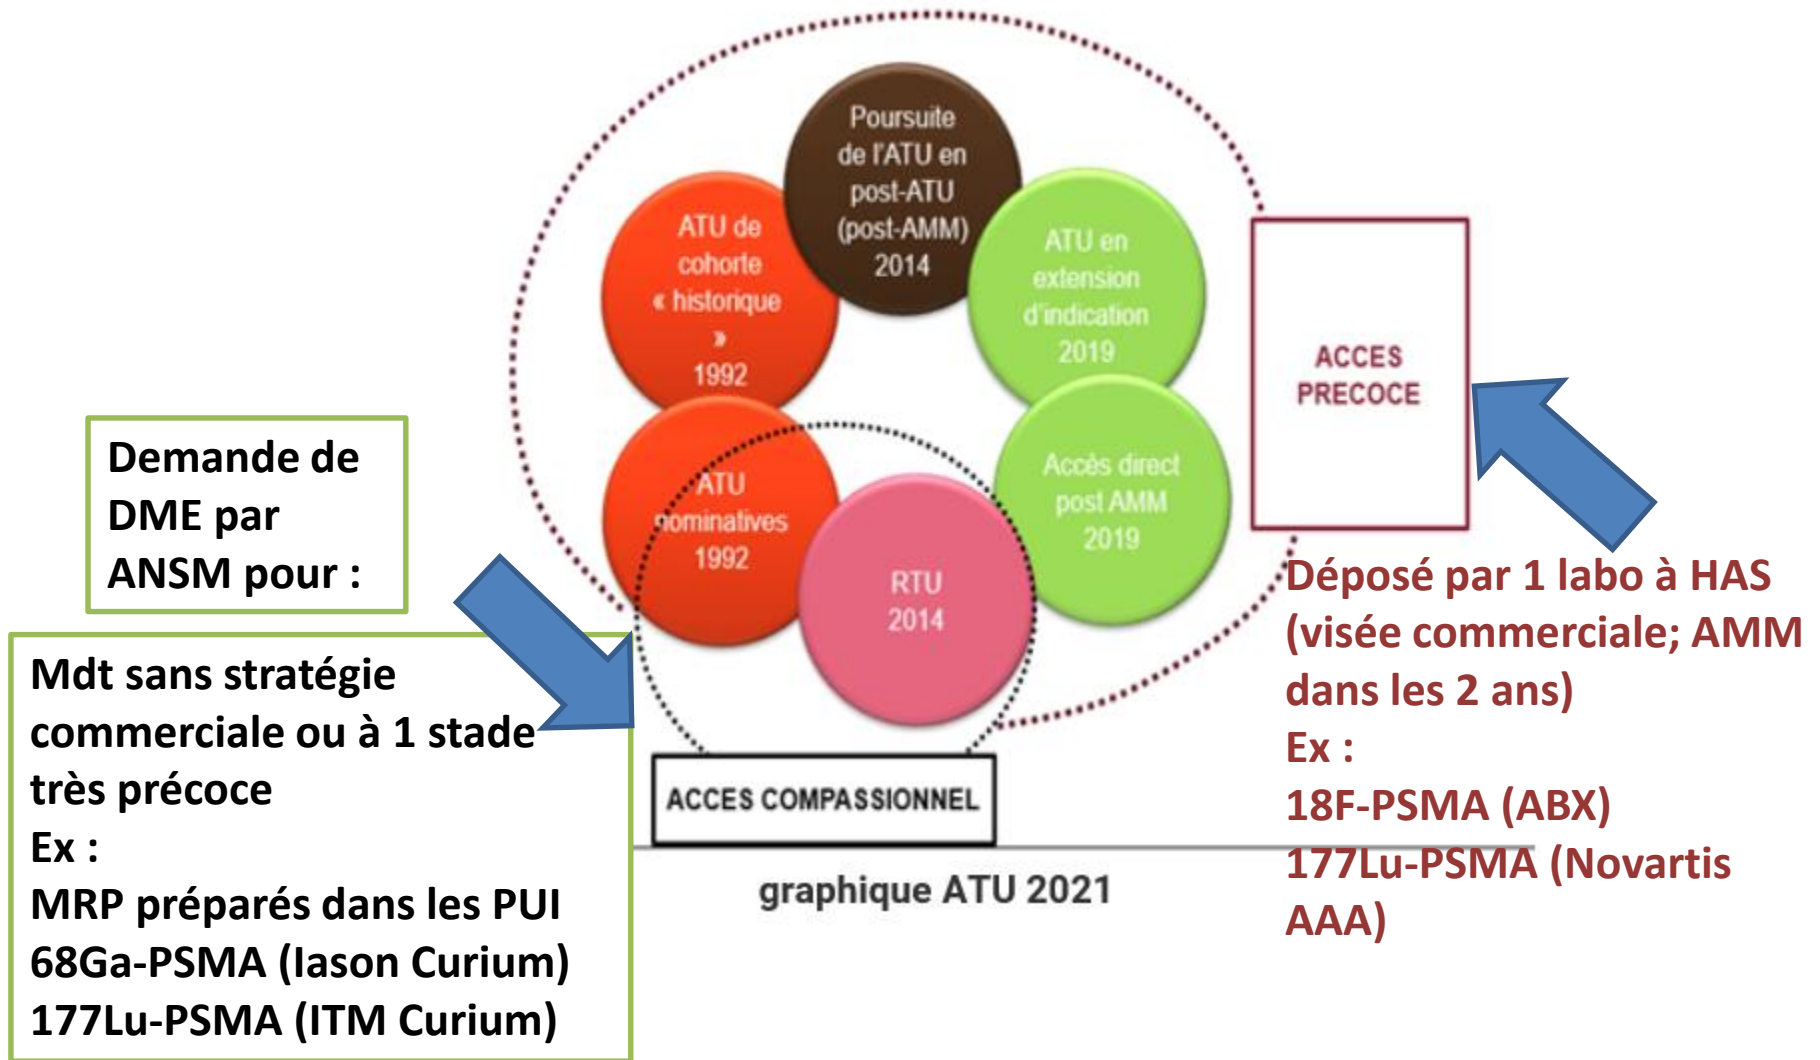 Poursuite
de l'ATU en
post-ATU
(post-AMM)
2014
ATU de
cohorte
« historique
»
1992
ATU en
extension
d'indication
2019
ACCES
PRECOCE
ATU
nominatives
1992
Accès direct
post AMM
2019
RTU
2014
Demande de
DME par
ANSM pour :
Mdt sans stratégie
commerciale ou à 1 stade
très précoce
Ex :
MRP préparés dans les PUI
68Ga-PSMA (Iason Curium)
177Lu-PSMA (ITM Curium)
ACCES COMPASSIONNEL
graphique ATU 2021
Déposé par 1 labo à HAS
(visée commerciale; AMM
dans les 2 ans)
Ex :
18F-PSMA (ABX)
177Lu-PSMA (Novartis
AAA)